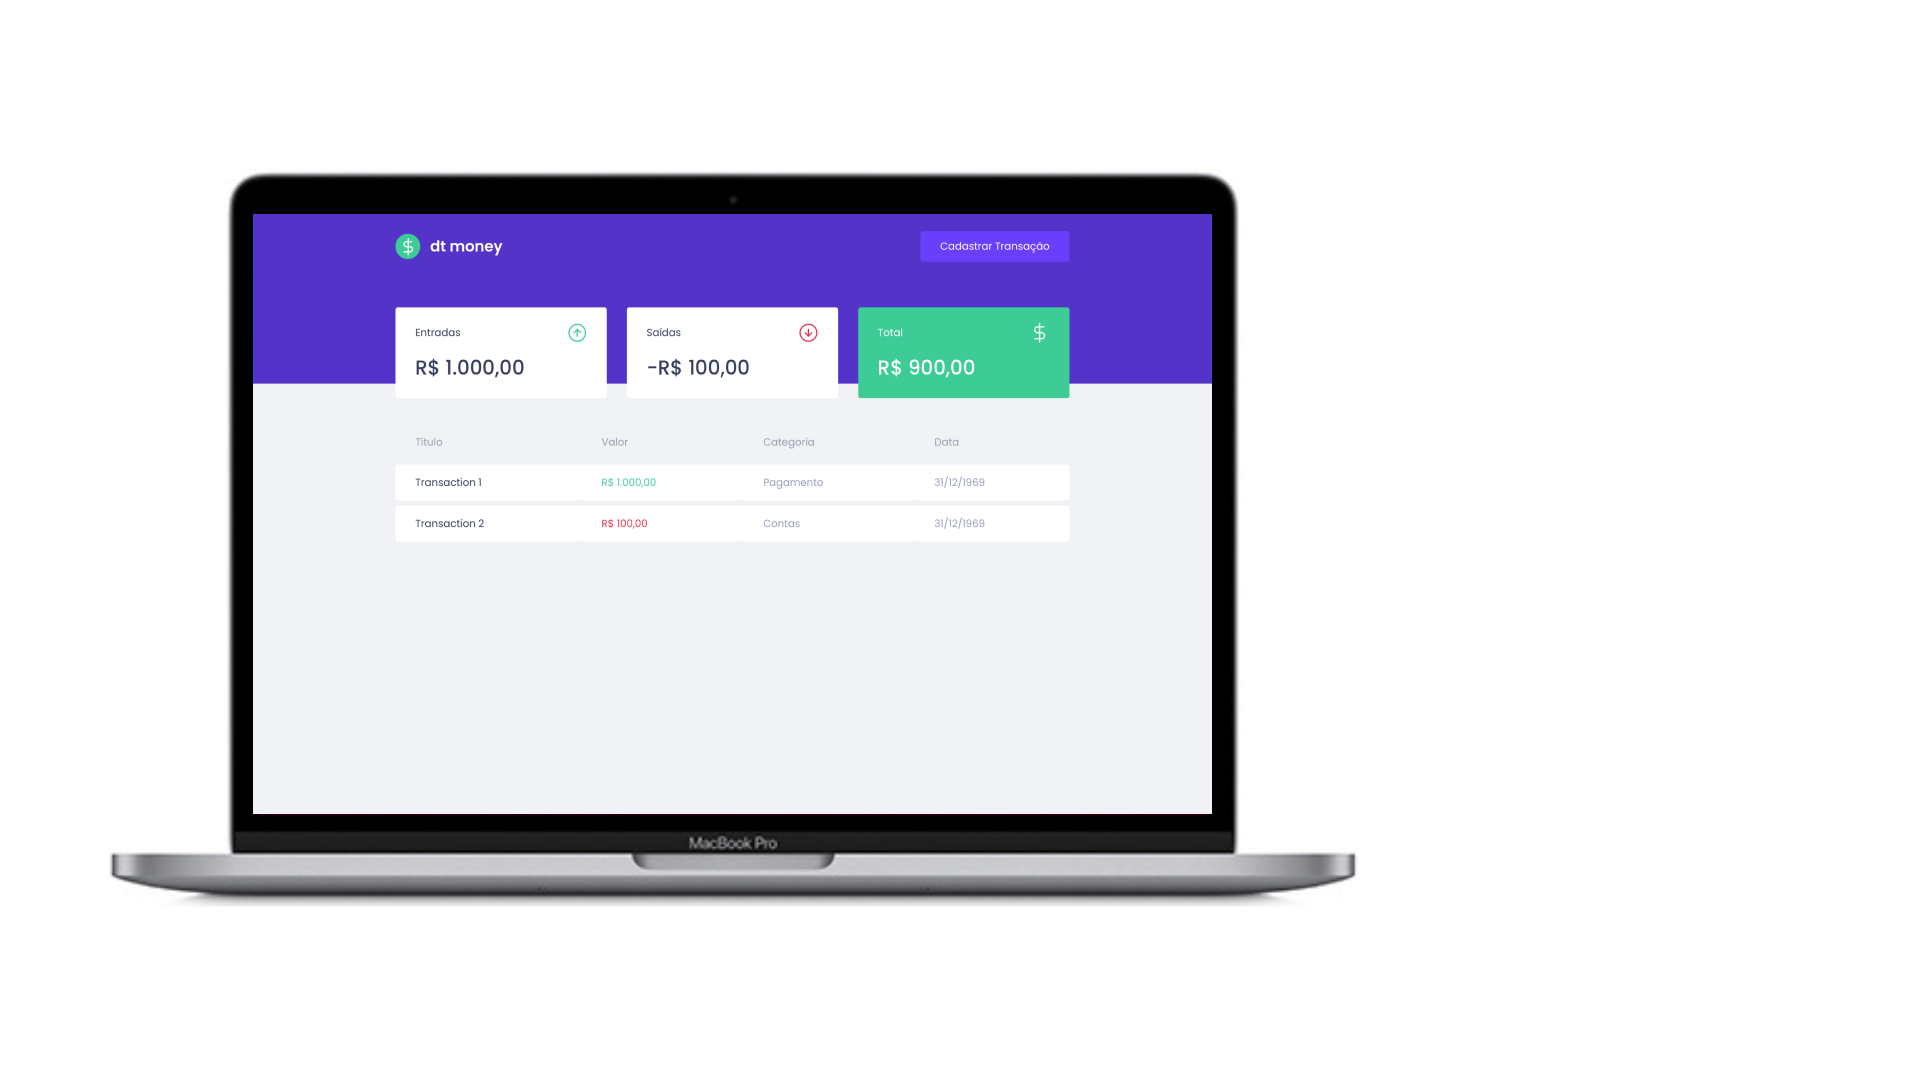 dt money
Cadastrar Transação
Entradas
R$ 1.000,00
Saídas
-R$ 100,00
Total
R$ 900,00
Título Valor Categoria Data
Transaction 1 R$ 1.000,00 Pagamento 31/12/1969
Transaction 2 R$ 100,00 Contas 31/12/1969
MacBook Pro